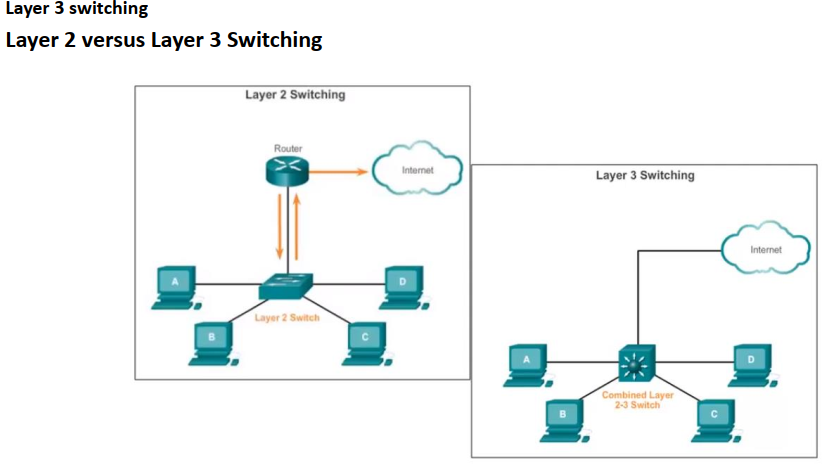 Layer 3 switching
Layer 2 versus Layer 3 Switching
Layer 2 Switching
Router
Internet
A
D
Layer 2 Switch
B
C
Layer 3 Switching
Internet
A
D
Combined Layer
2-3 Switch
B
C